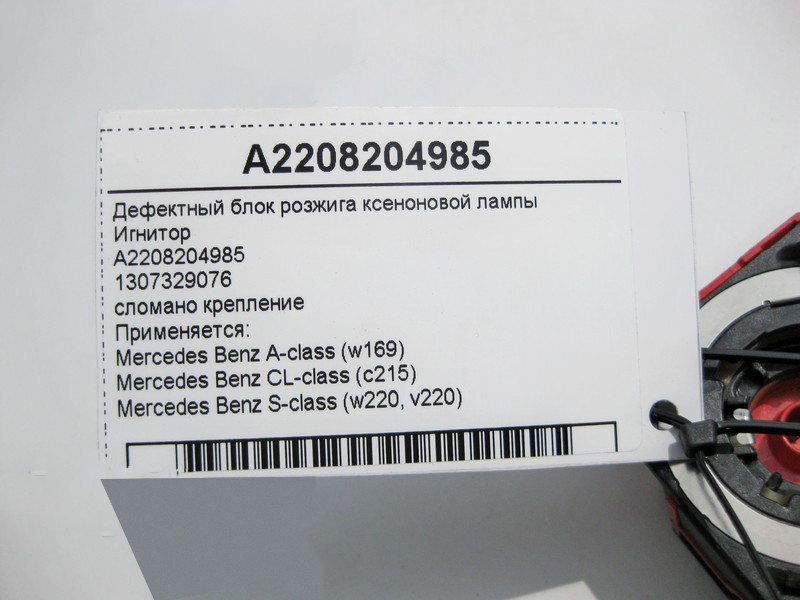 A2208204985
Дефектный блок розжига ксеноновой лампы
Игнитор
A2208204985
1307329076
сломано крепление
Применяется:
Mercedes Benz A-class (w169)
Mercedes Benz CL-class (c215)
Mercedes Benz S-class (w220, v220)